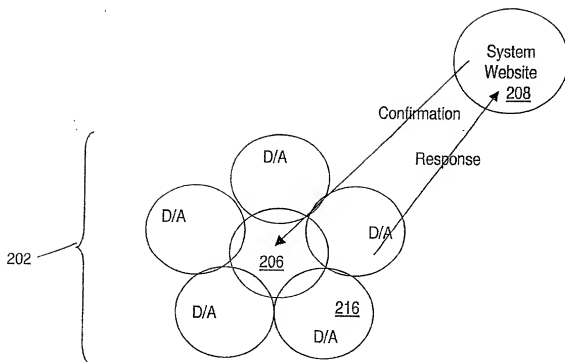 System
Website
208
Confirmation
Response
D/A
D/A
D/A
202
206
D/A
216
D/A